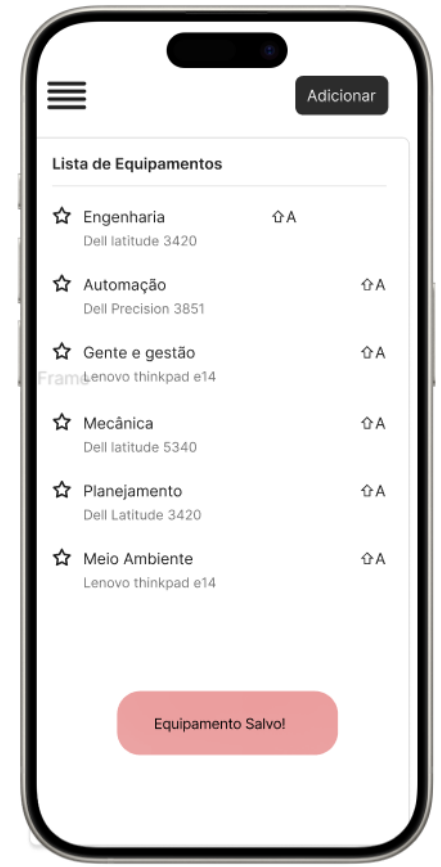 Adicionar
Lista de Equipamentos
Engenharia
⇧A
Dell latitude 3420
Automação
⇧A
Dell Precision 3851
Gente e gestão
⇧A
Frame
Lenovo thinkpad e14
Mecânica
⇧A
Dell latitude 5340
Planejamento
⇧A
Dell Latitude 3420
Meio Ambiente
⇧A
Lenovo thinkpad e14
Equipamento Salvo!